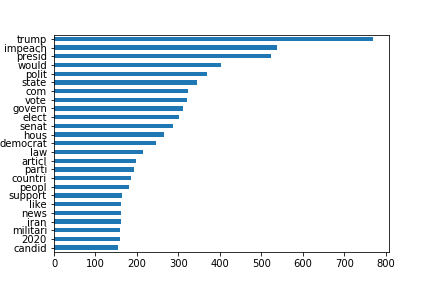 trump
impeach
presid
would
polit
state
com
vote
govern
elect
senat
hous
democrat
law
articl
parti
countri
peopl
support
like
news
iran
militari
2020
candid
0 100 200 300 400 500 600 700 800